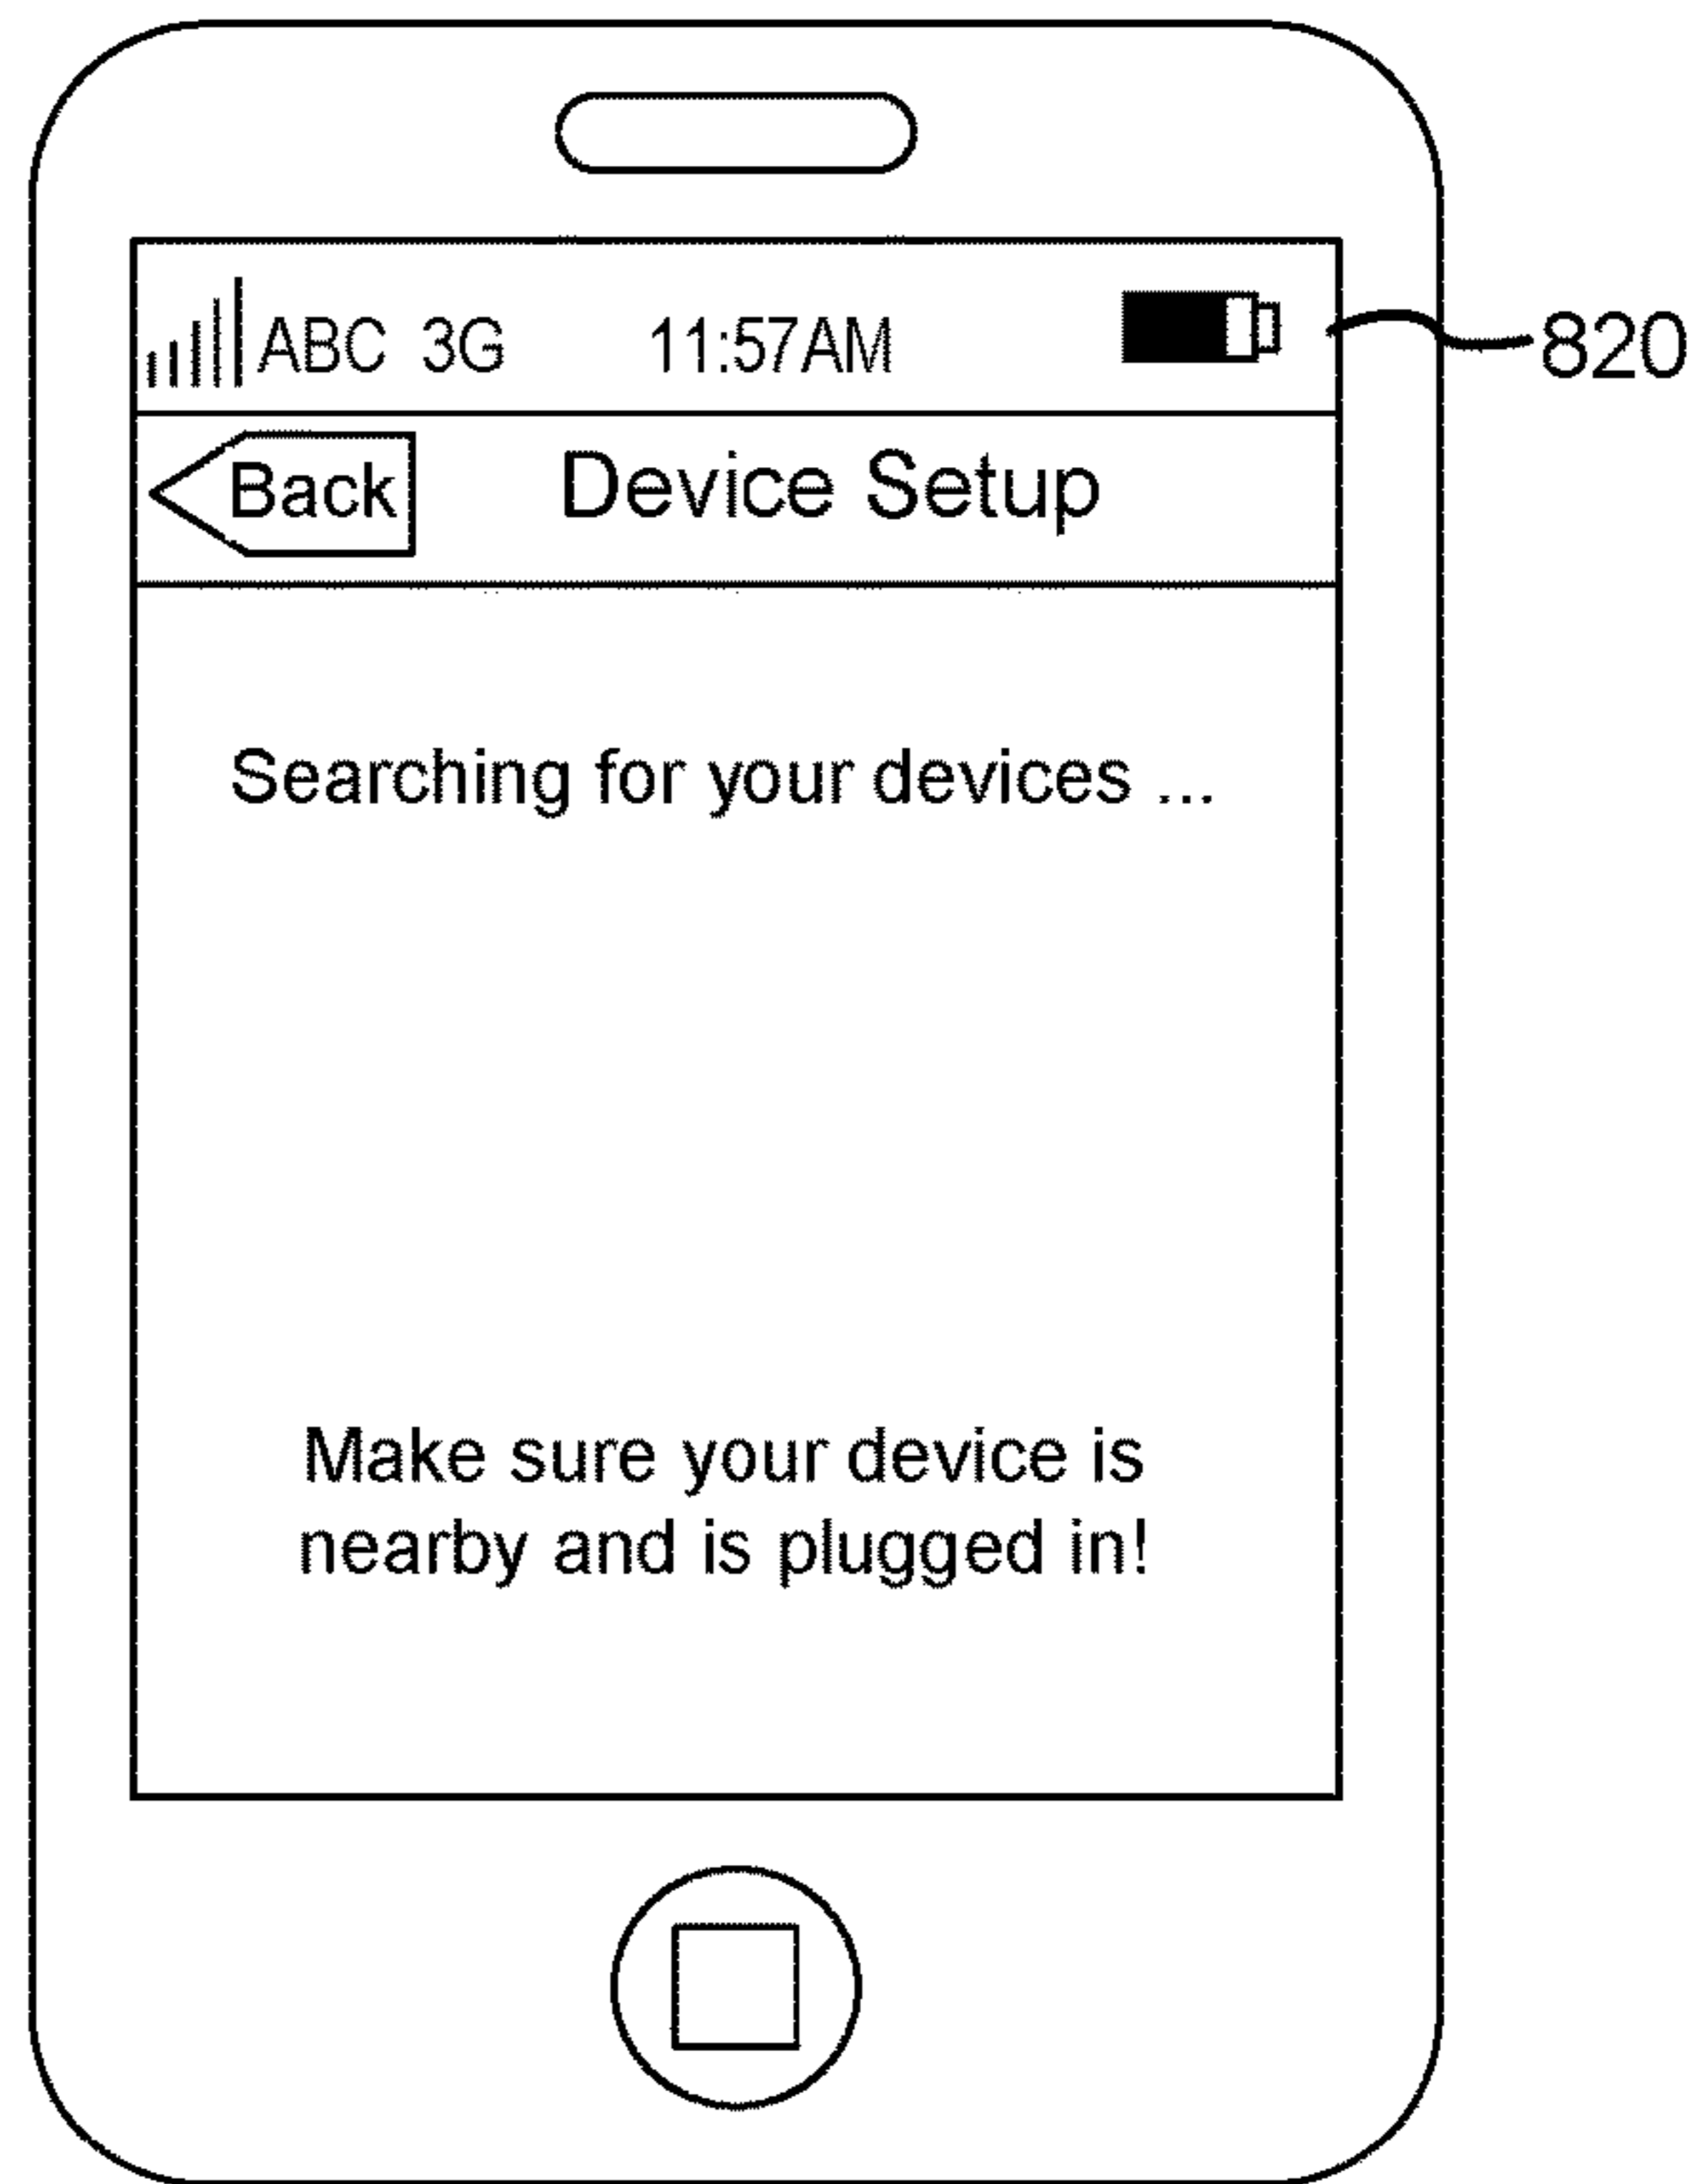 ABC 3G 11:57AM
820
Back Device Setup
Searching for your devices ...
Make sure your device is
nearby and is plugged in!